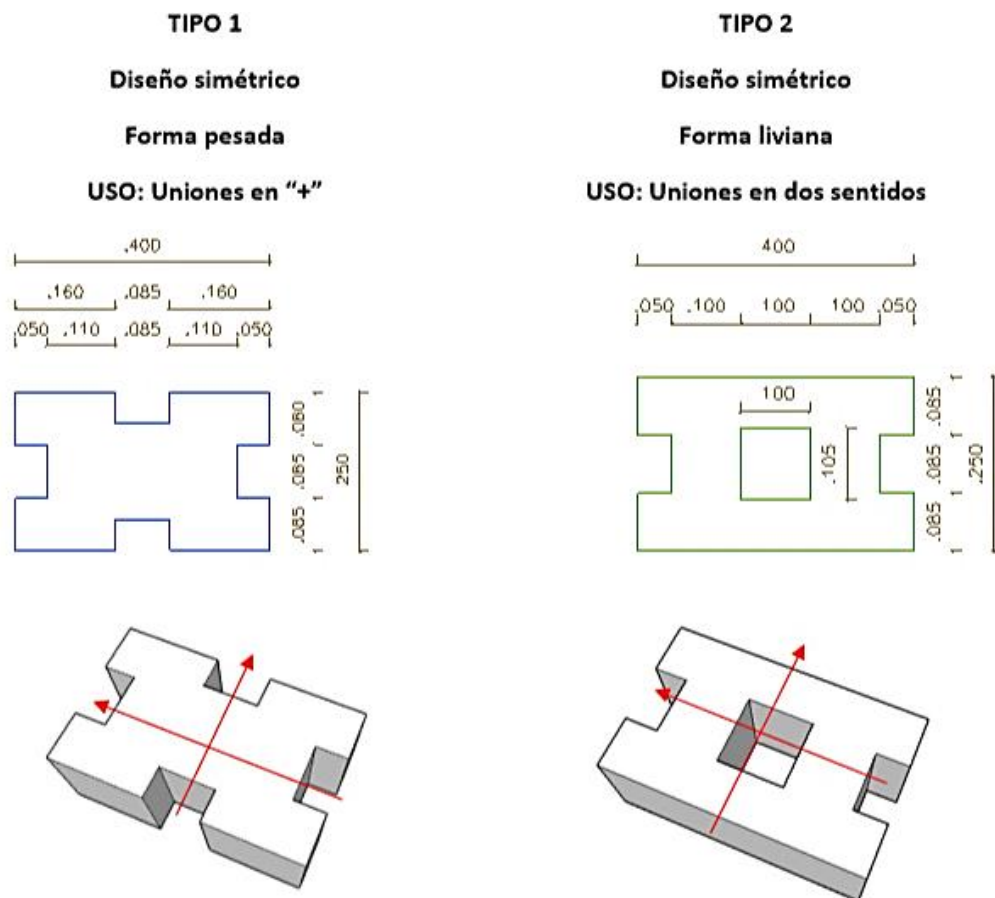 TIPO 1
Diseño simétrico
Forma pesada
USO: Uniones en “+”
.400
.160 .085 .160
.050 .110 .085 .110 .050
.080
.085
.085
250
TIPO 2
Diseño simétrico
Forma liviana
USO: Uniones en dos sentidos
400
.050 .100 100 100 .050
100
.105
.085
.085
.085
.250